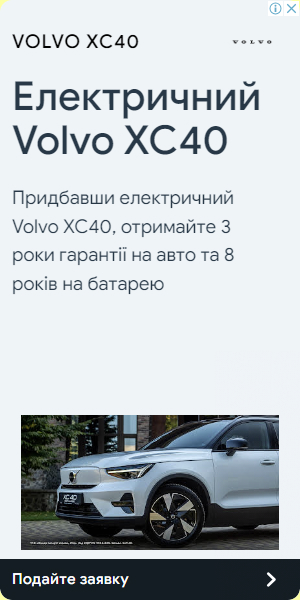 VOLVO XC40
VOLVO
Електричний
Volvo XC40
Придбавши електричний
Volvo XC40, отримайте 3
роки гарантії на авто та 8
років на батарею
XC40
Подайте заявку